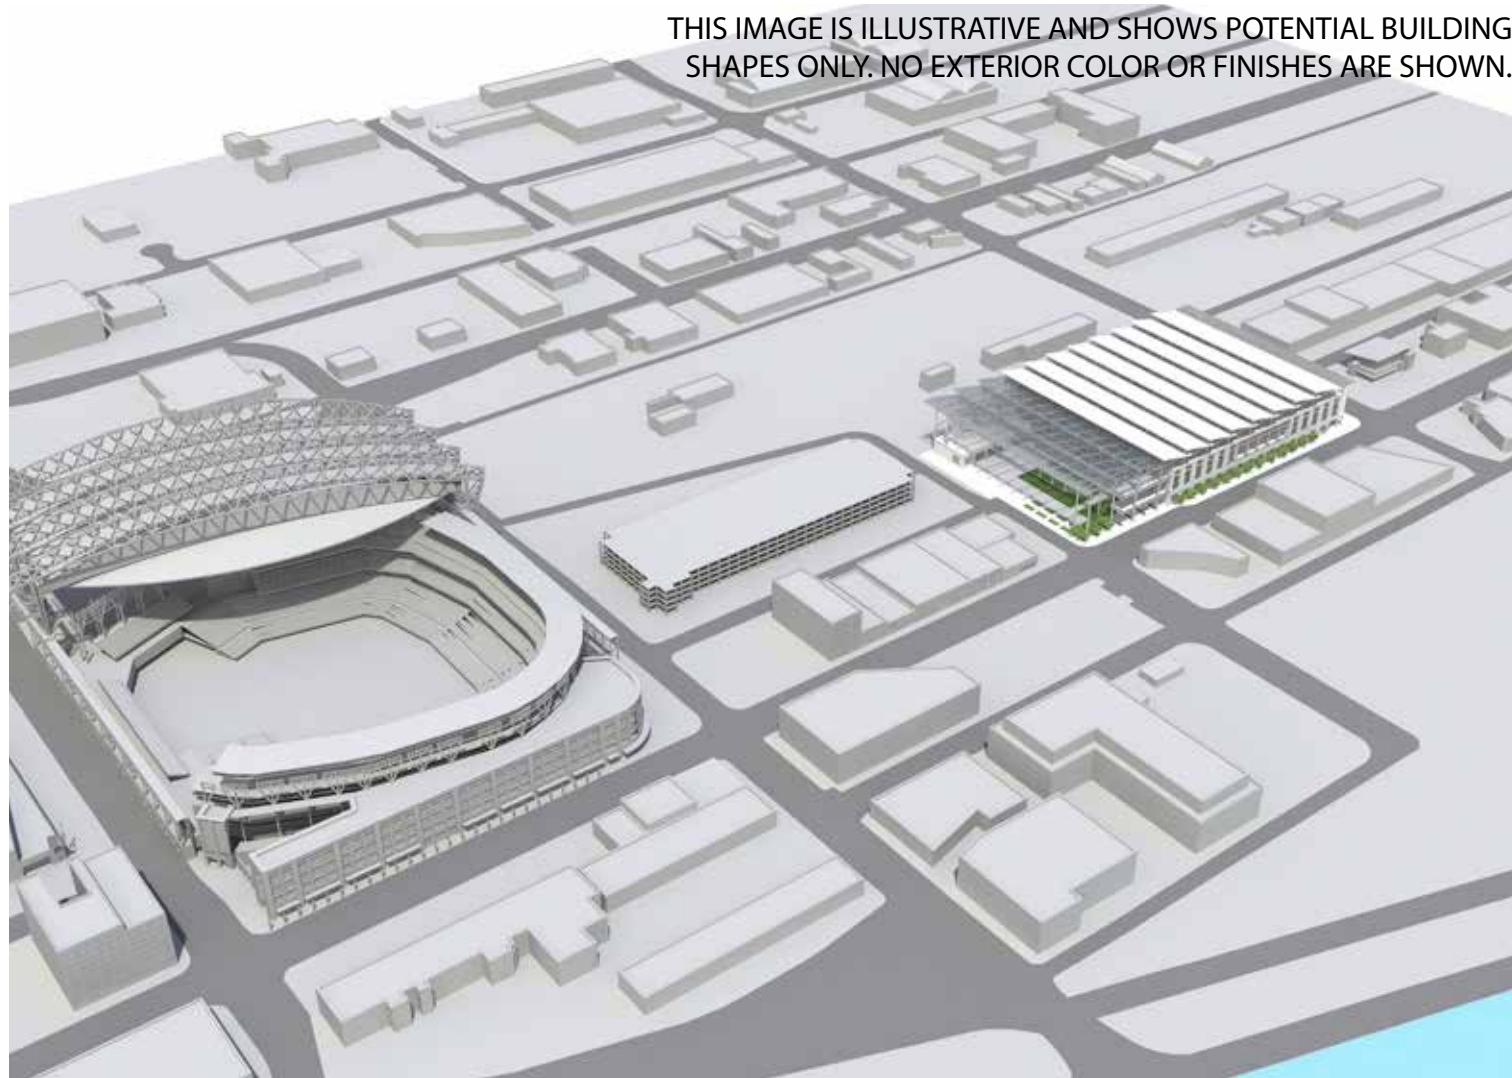 THIS IMAGE IS ILLUSTRATIVE AND SHOWS POTENTIAL BUILDING
SHAPES ONLY. NO EXTERIOR COLOR OR FINISHES ARE SHOWN.